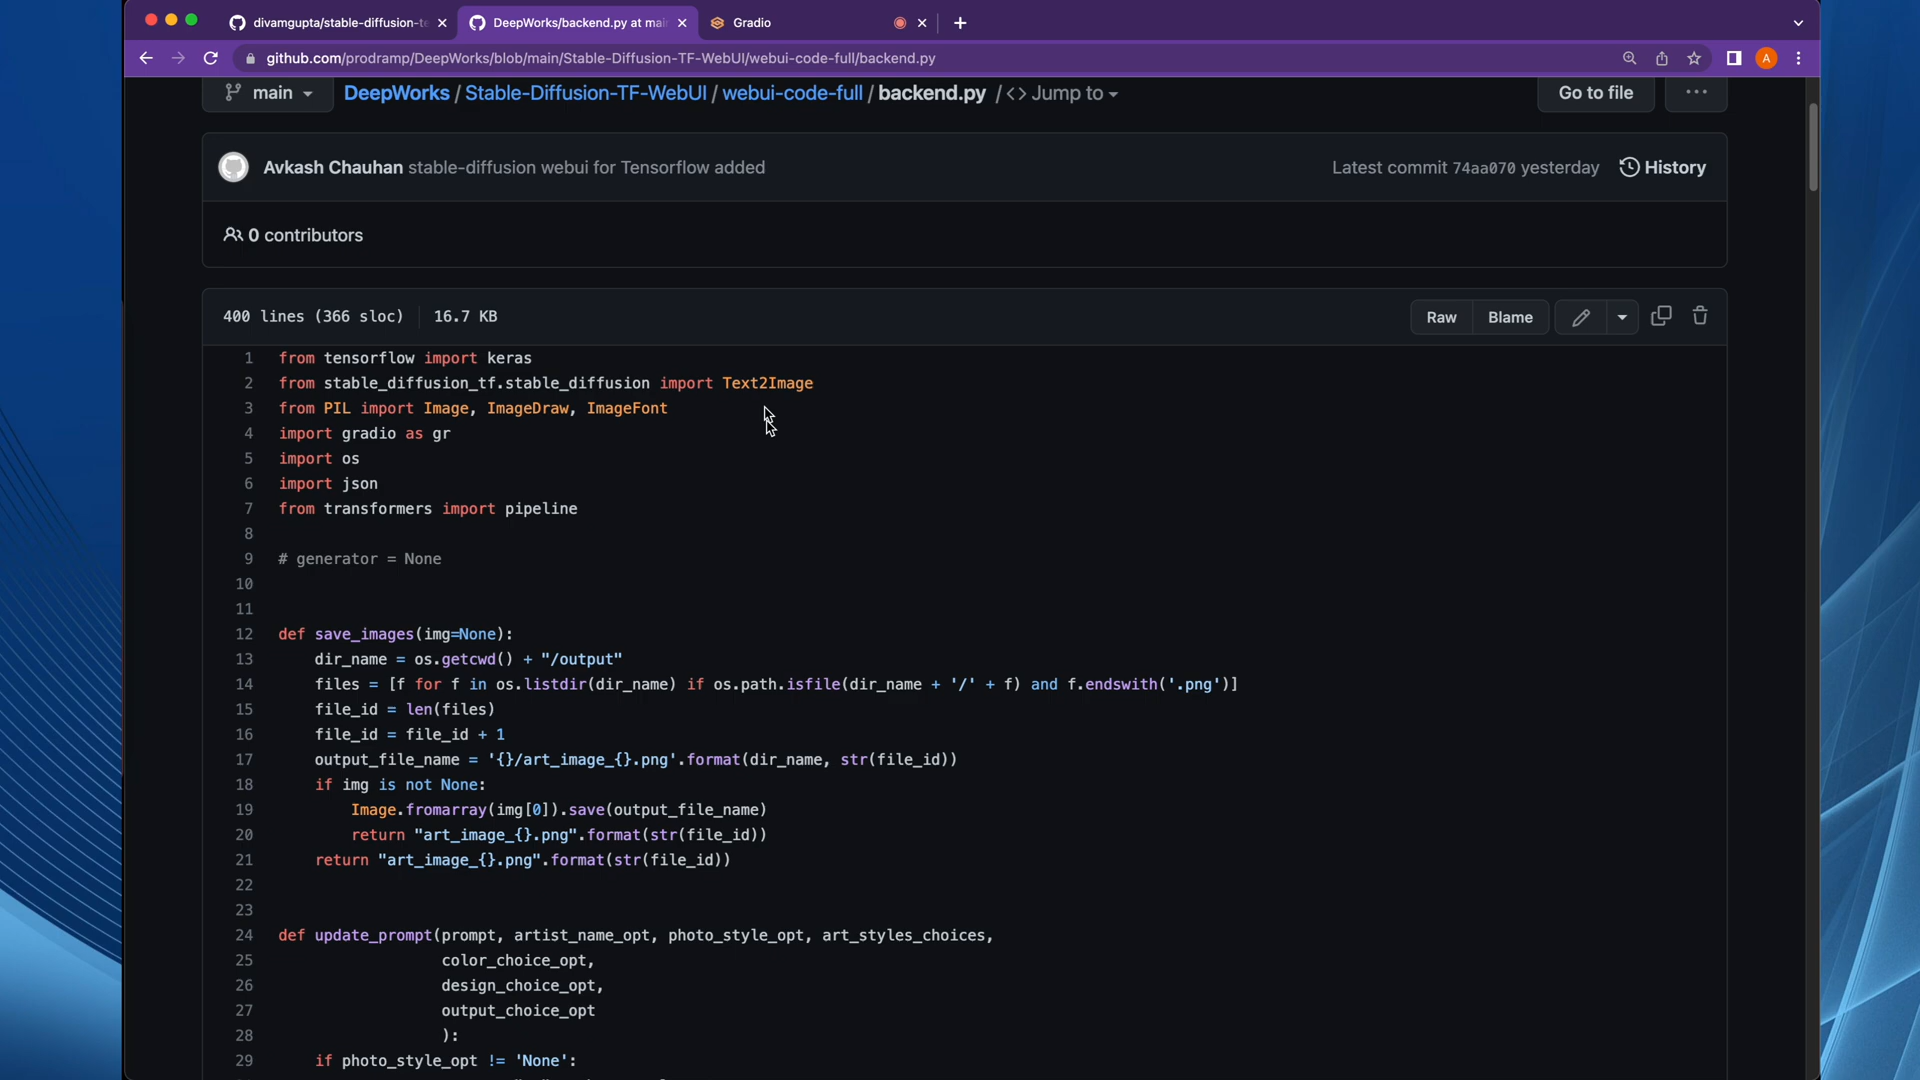 divamgupta/stable-diffusion-te
DeepWorks/backend.py at mai
Gradio
github.com/prodramp/DeepWorks/blob/main/Stable-Diffusion-TF-WebUI/webui-code-full/backend.py
A
main
DeepWorks / Stable-Diffusion-TF-WebUI / webui-code-full / backend.py / <> Jump to
Go to file
...
Avkash Chauhan stable-diffusion webui for Tensorflow added
Latest commit 74aa070 yesterday
History
0 contributors
400 lines (366 sloc) 16.7 KB
Raw
Blame
1 from tensorflow import keras
2 from stable_diffusion_tf.stable_diffusion import Text2Image
3 from PIL import Image, ImageDraw, ImageFont
4 import gradio as gr
5 import os
6 import json
7 from transformers import pipeline
8
9 # generator = None
10
11
12 def save_images(img=None):
13 dir_name = os.getcwd() + "/output"
14 files = [f for f in os.listdir(dir_name) if os.path.isfile(dir_name + '/' + f) and f.endswith('.png')]
15 file_id = len(files)
16 file_id = file_id + 1
17 output_file_name = '{}/art_image_{}.png'.format(dir_name, str(file_id))
18 if img is not None:
19 Image.fromarray(img[0]).save(output_file_name)
20 return "art_image_{}.png".format(str(file_id))
21 return "art_image_{}.png".format(str(file_id))
22
23
24 def update_prompt(prompt, artist_name_opt, photo_style_opt, art_styles_choices,
25 color_choice_opt,
26 design_choice_opt,
27 output_choice_opt
28 ):
29 if photo_style_opt != 'None':